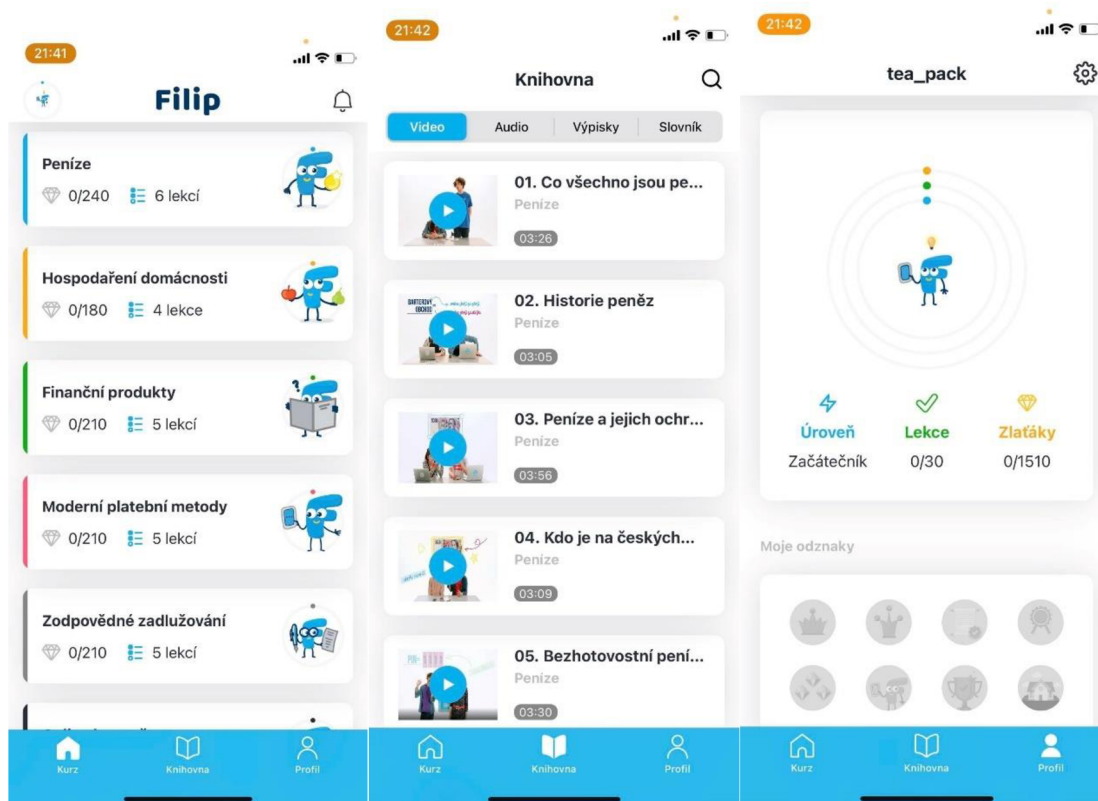 21:41
Filip
Peníze
0/240 6 lekcí
Hospodaření domácnosti
0/180 4 lekce
Finanční produkty
0/210 5 lekcí
?
Moderní platební metody
0/210 5 lekcí
Zodpovědné zadlužování
0/210 5 lekcí
Kurz Knihovna Profil
21:42
Knihovna
Video Audio Výpisky Slovník
01. Co všechno jsou pe...
Peníze
03:26
02. Historie peněz
Peníze
03:05
03. Peníze a jejich ochr...
Peníze
03:56
04. Kdo je na českých...
Peníze
03:09
05. Bezhotovostní pení...
Peníze
03:30
Kurz Knihovna Profil
21:42
tea_pack
Úroveň Lekce Zlaťáky
Začátečník 0/30 0/1510
Moje odznaky
Kurz Knihovna Profil